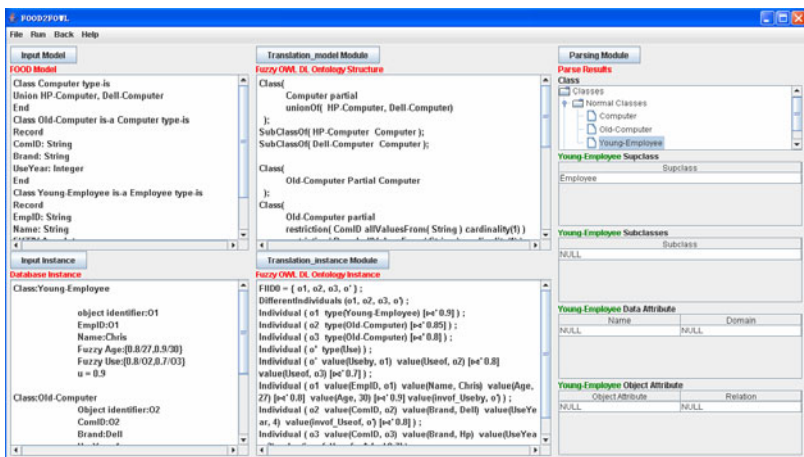 FOOD2FOWL
File Run Back Help
Input Model
FOOD Model
Class Computer type-is
Union HP-Computer, Dell-Computer
End
Class Old-Computer is-a Computer type-is
Record
ComID: String
Brand: String
UseYear: Integer
End
Class Young-Employee is-a Employee type-is
Record
EmpID: String
Name: String
Input Instance
Database Instance
Class:Young-Employee
object identifier:O1
EmpID:O1
Name:Chris
Fuzzy Age:{0.8/27,0.9/30}
Fuzzy Use:{0.8/O2,0.7/O3}
u = 0.9
Class:Old-Computer
Object identifier:O2
ComID:O2
Brand:Dell
Translation_model Module
Fuzzy OWL DL Ontology Structure
Class(
Computer partial
unionOf( HP-Computer, Dell-Computer)
);
SubClassOf( HP-Computer Computer );
SubClassOf( Dell-Computer Computer );
Class(
Old-Computer Partial Computer
);
Class(
Old-Computer partial
restriction( ComID allValuesFrom( String ) cardinality(1) )
Translation_instance Module
Fuzzy OWL DL Ontology Instance
FIID0 = { o1, o2, o3, o' } ;
DifferentIndividuals (o1, o2, o3, o') ;
Individual ( o1 type(Young-Employee) [⋈' 0.9] ) ;
Individual ( o2 type(Old-Computer) [⋈' 0.85] ) ;
Individual ( o3 type(Old-Computer) [⋈' 0.8] ) ;
Individual ( o' type(Use) ) ;
Individual ( o' value(Useby, o1) value(Useof, o2) [⋈' 0.8]
value(Useof, o3) [⋈' 0.7] ) ;
Individual ( o1 value(EmpID, o1) value(Name, Chris) value(Age,
27) [⋈' 0.8] value(Age, 30) [⋈' 0.9] value(invof_Useby, o') ) ;
Individual ( o2 value(ComID, o2) value(Brand, Dell) value(UseYe
ar, 4) value(invof_Useof, o') [⋈' 0.8] ) ;
Individual ( o3 value(ComID, o3) value(Brand, Hp) value(UseYea
Parsing Module
Parse Results
Class
Classes
Normal Classes
Computer
Old-Computer
Young-Employee
Young-Employee Supclass
Supclass
Employee
Young-Employee Subclasses
Subclass
NULL
Young-Employee Data Attribute
Name Domain
NULL NULL
Young-Employee Object Attribute
Object Attribute Relation
NULL NULL